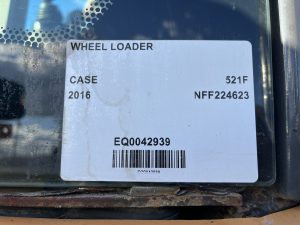 WHEEL LOADER
CASE 521F
2016 NFF224623
EQ0042939